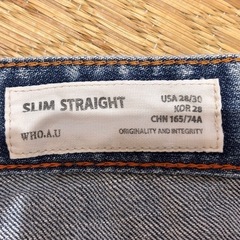 SLIM STRAIGHT
WHO.A.U
USA 28/30
KOR 28
CHN 165/74A
ORIGINALITY AND INTEGRITY